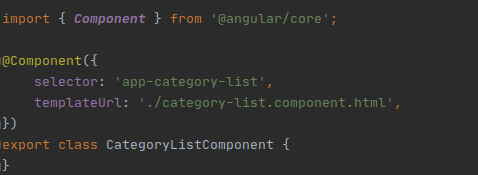 import { Component } from '@angular/core';
@Component({
selector: 'app-category-list',
templateUrl: './category-list.component.html',
})
export class CategoryListComponent {
}